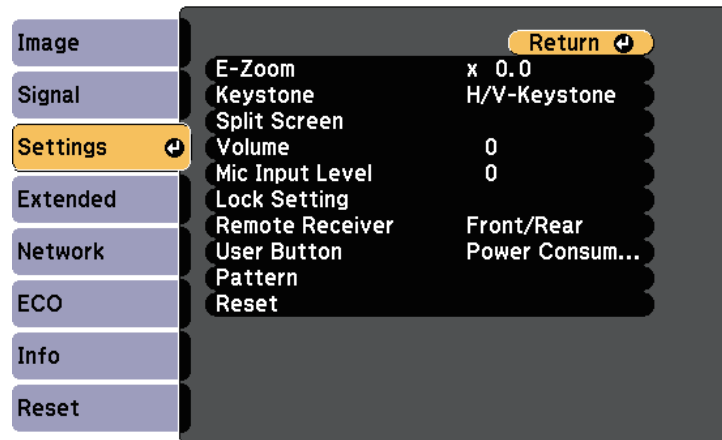 Image
Signal
Settings
Extended
Network
ECO
Info
Reset
Return
E-Zoom x 0.0
Keystone H/V-Keystone
Split Screen
Volume 0
Mic Input Level 0
Lock Setting
Remote Receiver Front/Rear
User Button Power Consum...
Pattern
Reset